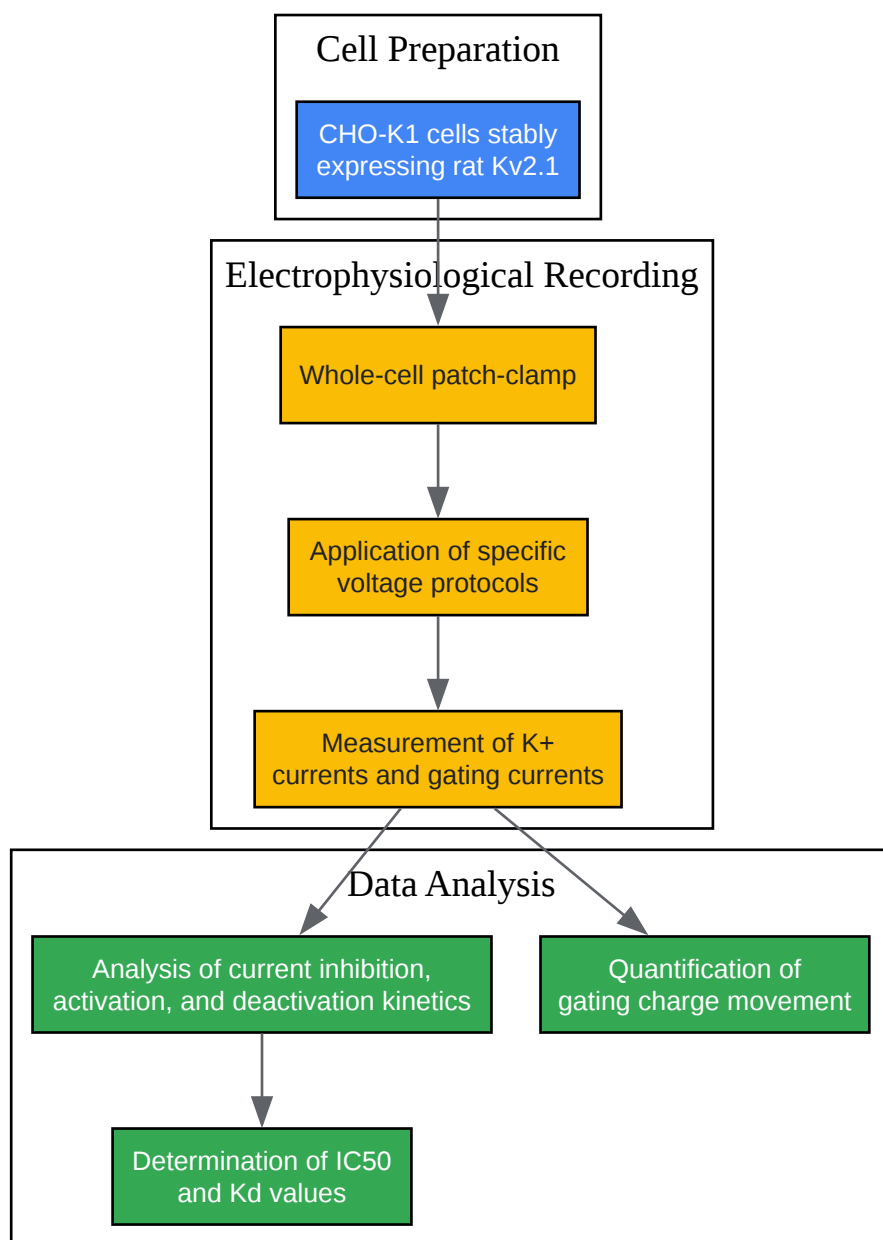 Cell Preparation
CHO-K1 cells stably
expressing rat Kv2.1
Electrophysiological Recording
Whole-cell patch-clamp
Application of specific
voltage protocols
Measurement of K+
currents and gating currents
Data Analysis
Analysis of current inhibition,
activation, and deactivation kinetics
Quantification of
gating charge movement
Determination of IC50
and Kd values